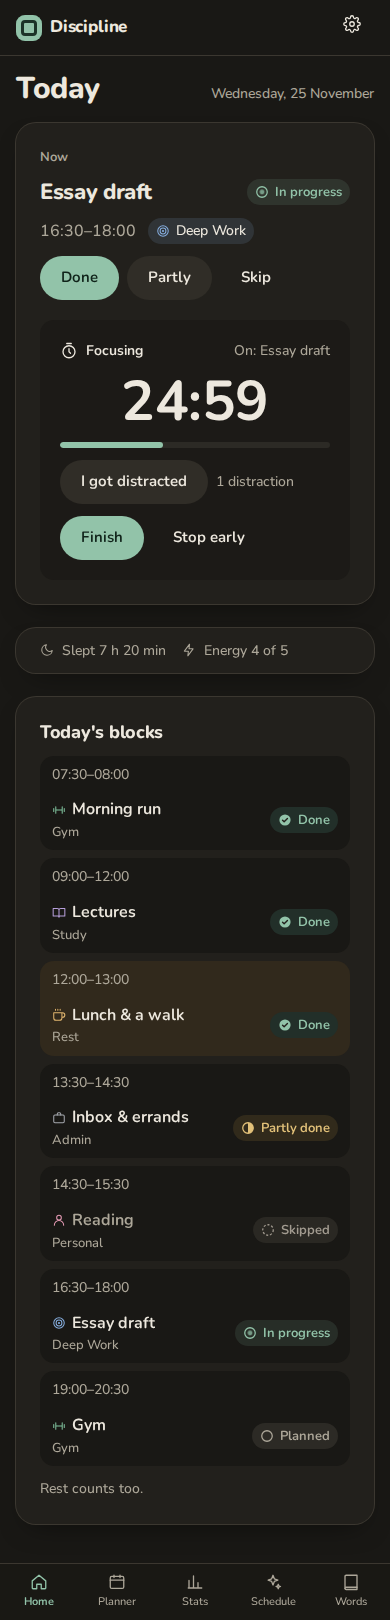 Discipline
Today
Wednesday, 25 November
Now
Essay draft
In progress
16:30–18:00
Deep Work
Done
Partly
Skip
Focusing
On: Essay draft
24:59
I got distracted
1 distraction
Finish
Stop early
Slept 7 h 20 min
Energy 4 of 5
Today's blocks
07:30–08:00
Morning run
Gym
Done
09:00–12:00
Lectures
Study
Done
12:00–13:00
Lunch & a walk
Rest
Done
13:30–14:30
Inbox & errands
Admin
Partly done
14:30–15:30
Reading
Personal
Skipped
16:30–18:00
Essay draft
Deep Work
In progress
19:00–20:30
Gym
Gym
Planned
Rest counts too.
Home
Planner
Stats
Schedule
Words